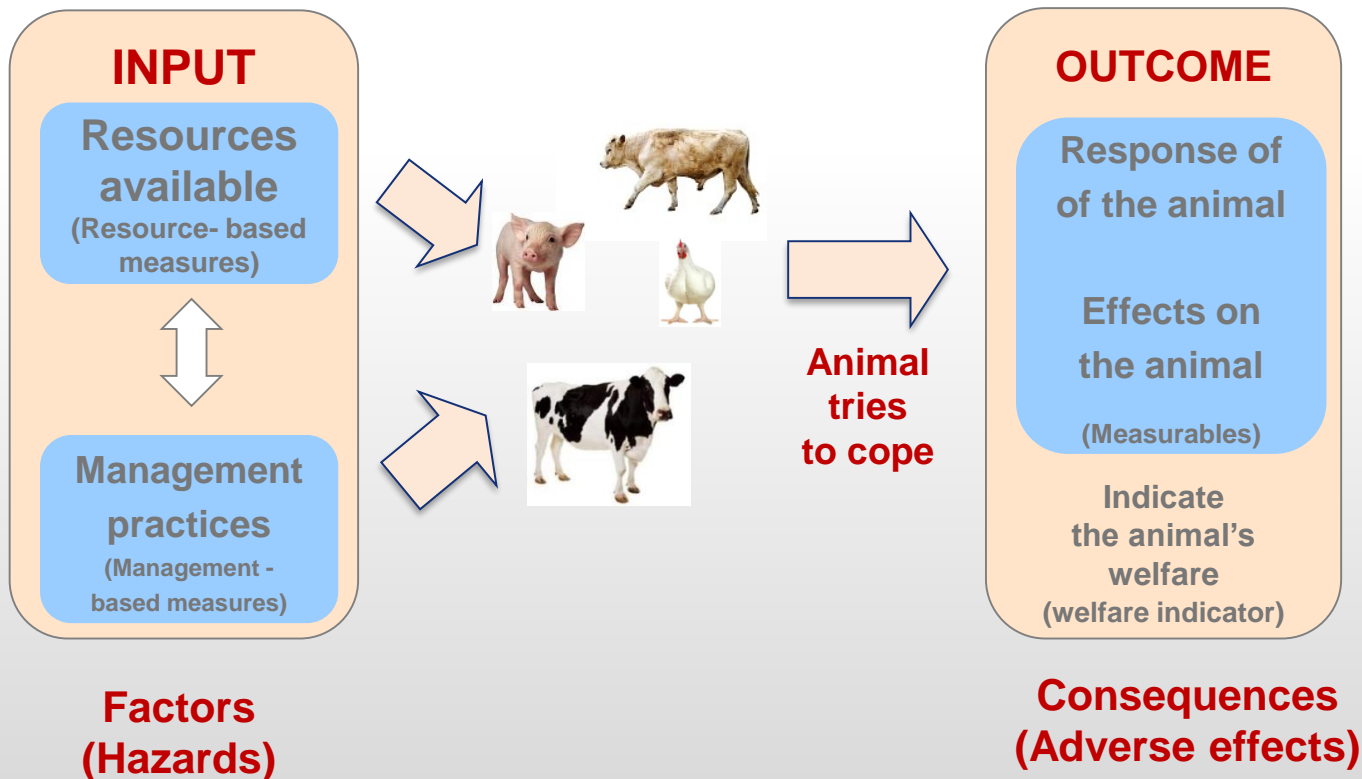 INPUT
Resources
available
(Resource- based
measures)
Management
practices
(Management -
based measures)
Factors
(Hazards)
Animal
tries
to cope
OUTCOME
Response of
of the animal
Effects on
the animal
(Measurables)
Indicate
the animal’s
welfare
(welfare indicator)
Consequences
(Adverse effects)